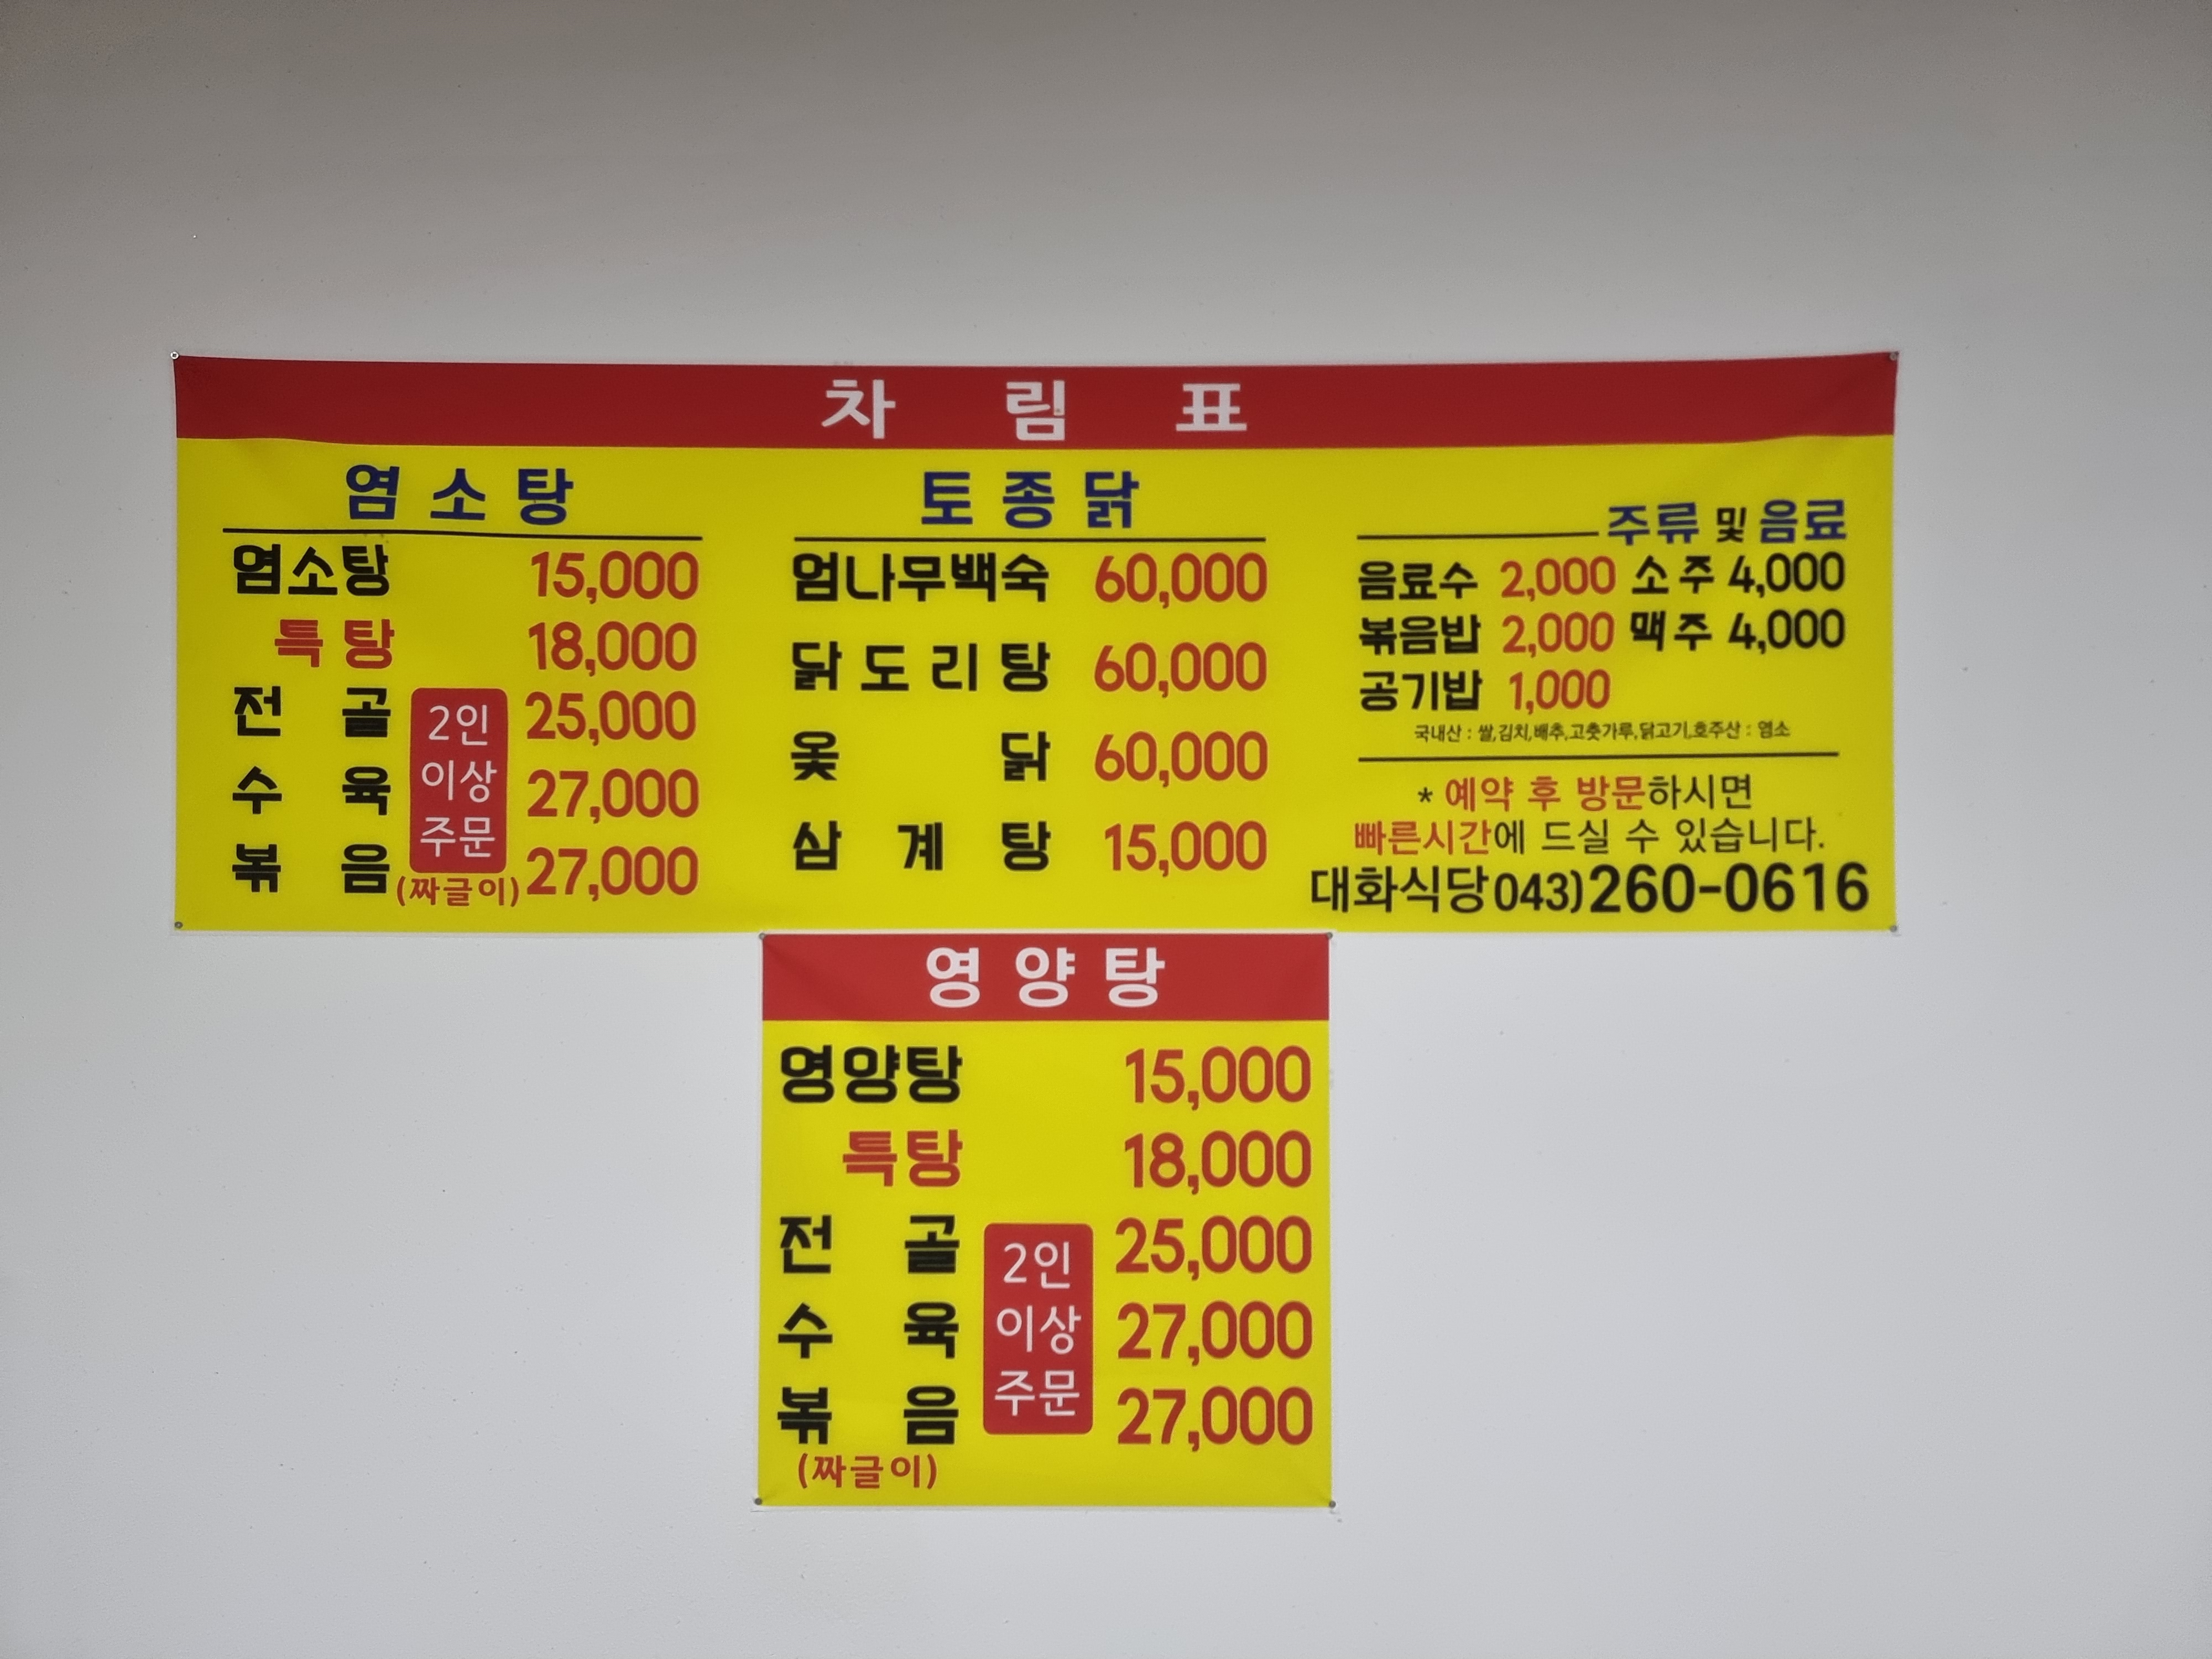 차 림 표
염 소 탕
염소탕 15,000
특 탕 18,000
전 골 25,000
수 육 27,000
볶 음 (짜글이) 27,000
2인
이상
주문
토 종 닭
엄나무백숙 60,000
닭 도 리 탕 60,000
옻 닭 60,000
삼 계 탕 15,000
주류 및 음료
음료수 2,000 소 주 4,000
볶음밥 2,000 맥 주 4,000
공기밥 1,000
국내산 : 쌀,김치,배추,고춧가루,닭고기,호주산 : 염소
* 예약 후 방문하시면
빠른시간에 드실 수 있습니다.
대화식당 043)260-0616
영 양 탕
영양탕 15,000
특탕 18,000
전 골 25,000
수 육 27,000
볶 음 27,000
(짜글이)
2인
이상
주문